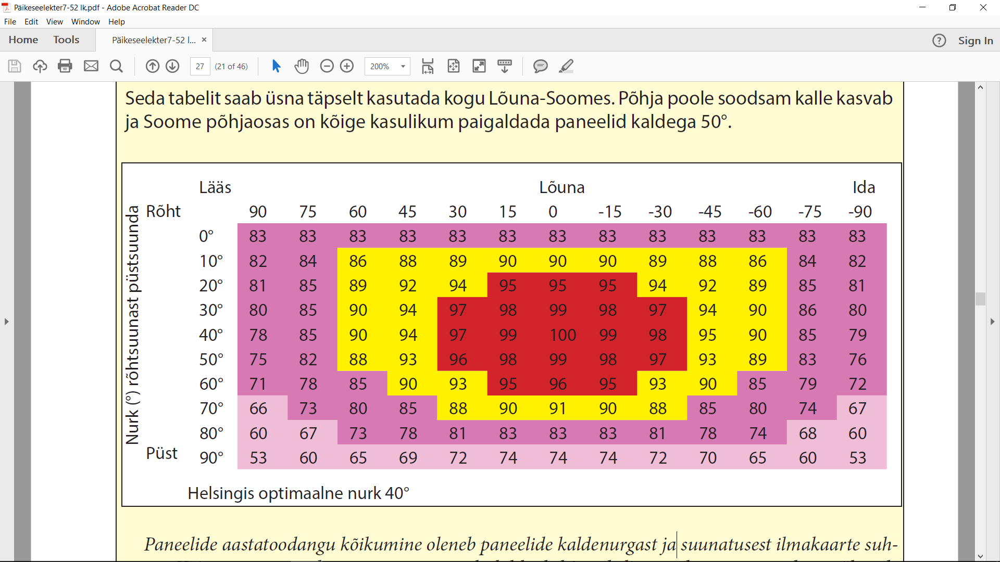 Päikeseelekter7-52 lk.pdf - Adobe Acrobat Reader DC
File Edit View Window Help
Home Tools Päikeseelekter7-52 l... × ? Sign In
27 (21 of 46) 200%
Seda tabelit saab üsna täpselt kasutada kogu Lõuna-Soomes. Põhja poole soodsam kalle kasvab
ja Soome põhjaosas on kõige kasulikum paigaldada paneelid kaldega 50°.
Lääs Lõuna Ida
Nurk (°) rõhtsuunast püstsuunda
Rõht 90 75 60 45 30 15 0 -15 -30 -45 -60 -75 -90
0° 83 83 83 83 83 83 83 83 83 83 83 83 83
10° 82 84 86 88 89 90 90 90 89 88 86 84 82
20° 81 85 89 92 94 95 95 95 94 92 89 85 81
30° 80 85 90 94 97 98 99 98 97 94 90 86 80
40° 78 85 90 94 97 99 100 99 98 95 90 85 79
50° 75 82 88 93 96 98 99 98 97 93 89 83 76
60° 71 78 85 90 93 95 96 95 93 90 85 79 72
70° 66 73 80 85 88 90 91 90 88 85 80 74 67
80° 60 67 73 78 81 83 83 83 81 78 74 68 60
Püst 90° 53 60 65 69 72 74 74 74 72 70 65 60 53
Helsingis optimaalne nurk 40°
Paneelide aastatoodangu kõikumine oleneb paneelide kaldenurgast ja suunatusest ilmakaarte suh-